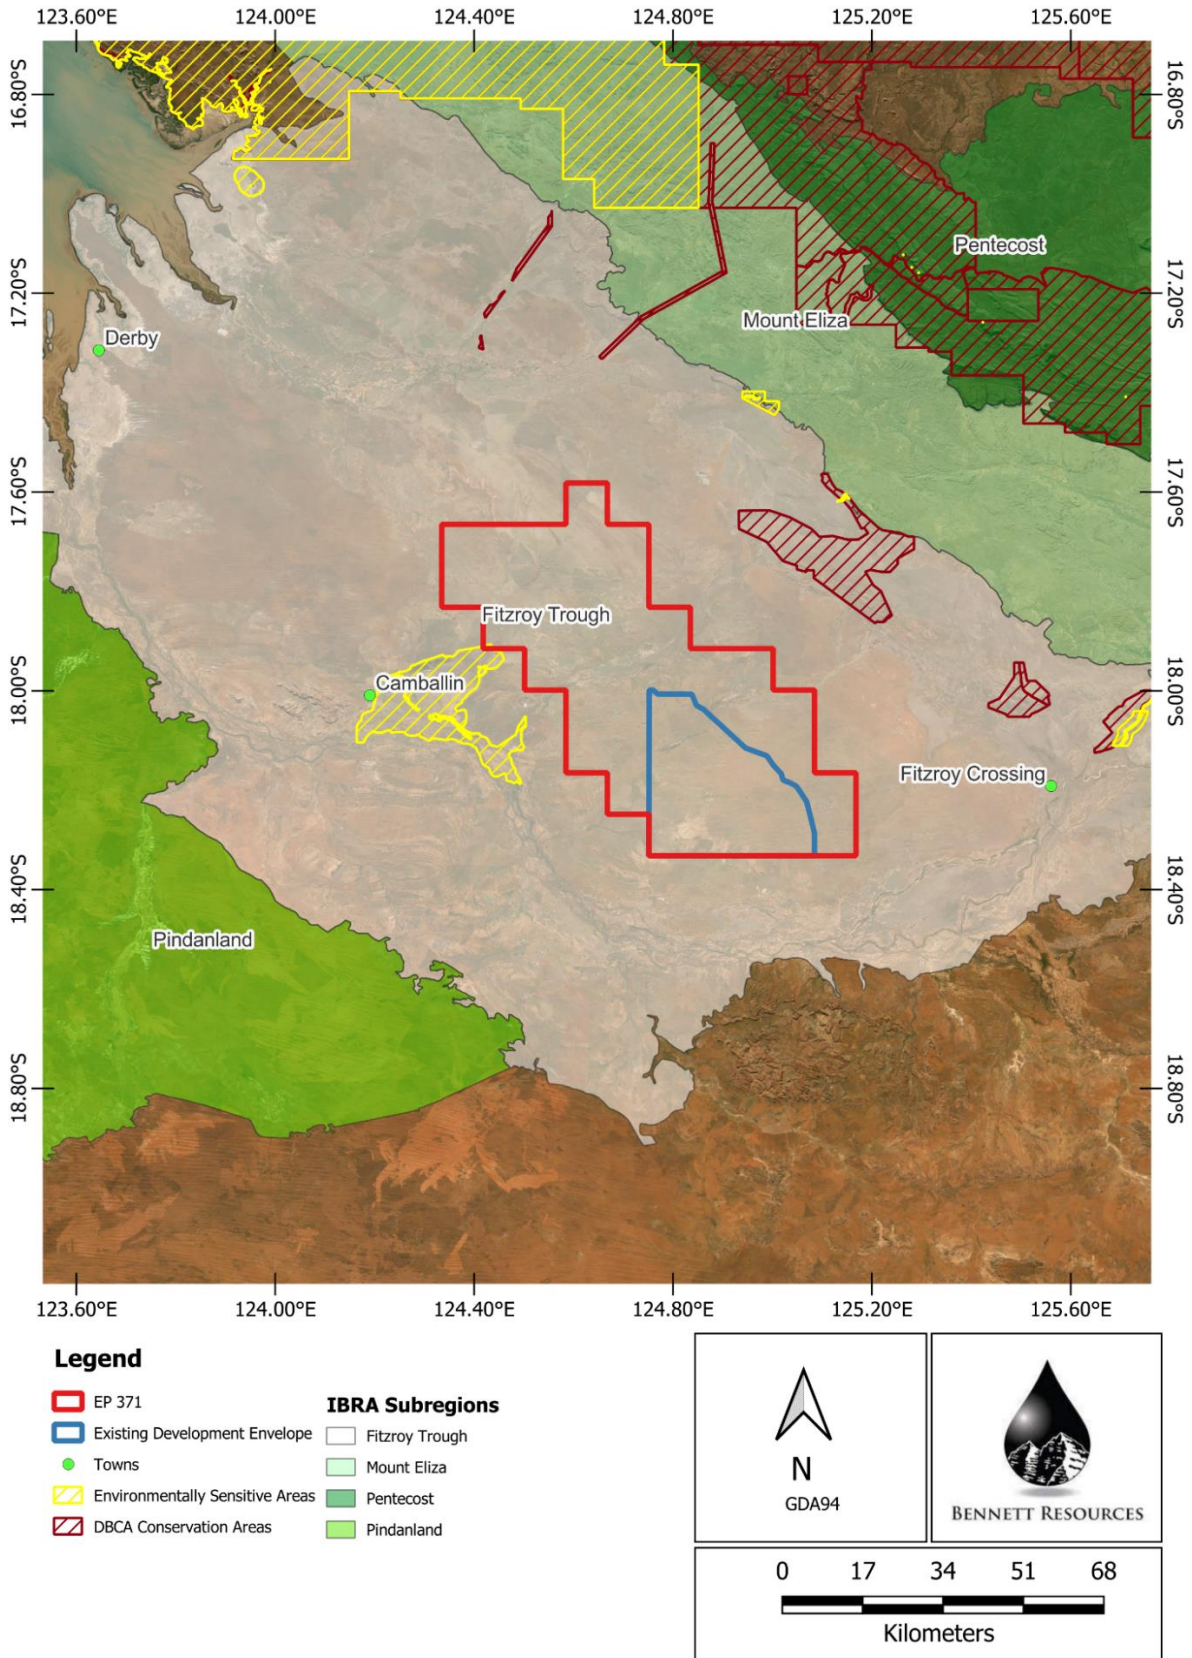 123.60°E 124.00°E 124.40°E 124.80°E 125.20°E 125.60°E
16.80°S 16.80°S
Pentecost
17.20°S 17.20°S
Mount Eliza
Derby
17.60°S 17.60°S
Fitzroy Trough
Camballin
18.00°S 18.00°S
Fitzroy Crossing
18.40°S 18.40°S
Pindanland
18.80°S 18.80°S
123.60°E 124.00°E 124.40°E 124.80°E 125.20°E 125.60°E
Legend
EP 371
Existing Development Envelope
Towns
Environmentally Sensitive Areas
DBCA Conservation Areas
IBRA Subregions
Fitzroy Trough
Mount Eliza
Pentecost
Pindanland
N
GDA94
BENNETT RESOURCES
0 17 34 51 68
Kilometers